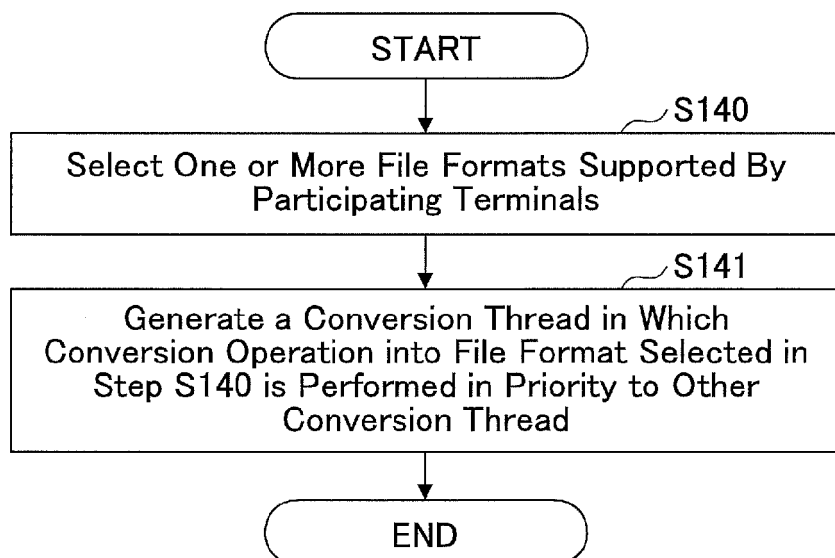 START
S140
Select One or More File Formats Supported By
Participating Terminals
S141
Generate a Conversion Thread in Which
Conversion Operation into File Format Selected in
Step S140 is Performed in Priority to Other
Conversion Thread
END